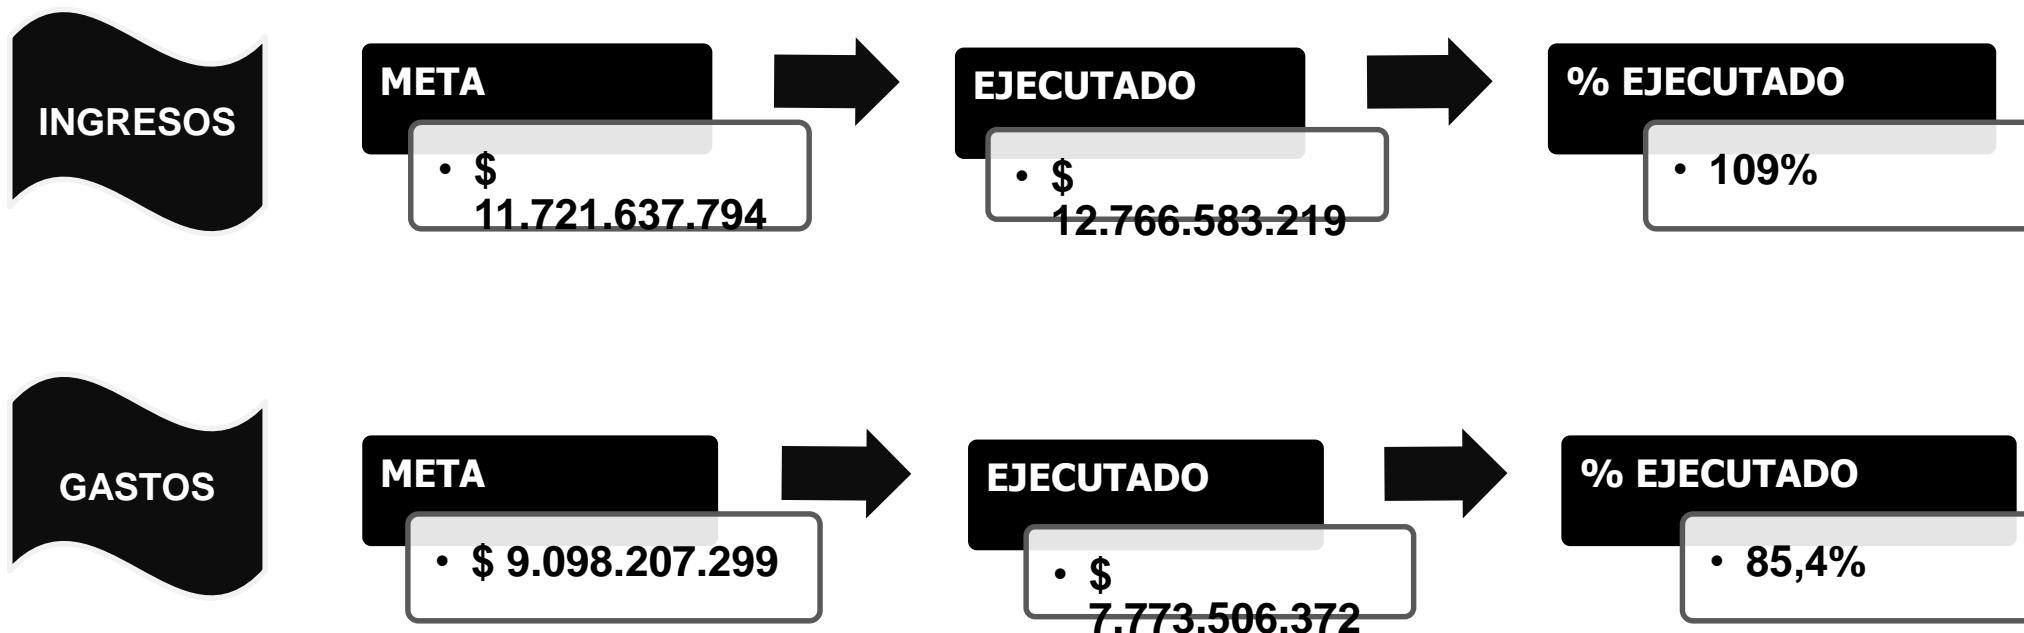 INGRESOS
META
• $
11.721.637.794
EJECUTADO
• $
12.766.583.219
% EJECUTADO
• 109%
GASTOS
META
• $ 9.098.207.299
EJECUTADO
• $
7.773.506.372
% EJECUTADO
• 85,4%